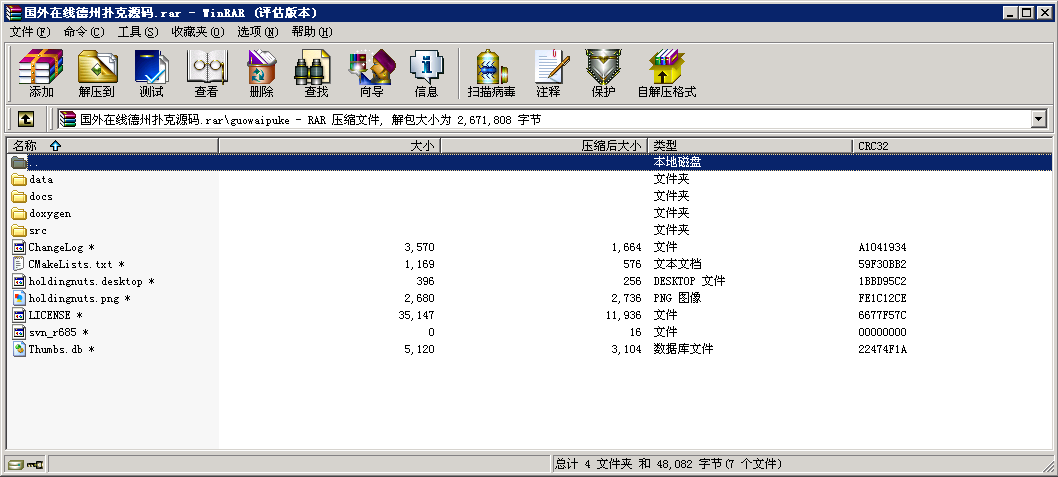 国外在线德州扑克源码.rar - WinRAR (评估版本)
文件(F) 命令(C) 工具(S) 收藏夹(O) 选项(N) 帮助(H)
添加 解压到 测试 查看 删除 查找 向导 信息 扫描病毒 注释 保护 自解压格式
国外在线德州扑克源码.rar\guowaipuke - RAR 压缩文件, 解包大小为 2,671,808 字节
名称 大小 压缩后大小 类型 CRC32
.. 本地磁盘
data 文件夹
docs 文件夹
doxygen 文件夹
src 文件夹
ChangeLog * 3,570 1,664 文件 A1041934
CMakeLists.txt * 1,169 576 文本文档 59F30BB2
holdingnuts.desktop * 396 256 DESKTOP 文件 1BBD95C2
holdingnuts.png * 2,680 2,736 PNG 图像 FE1C12CE
LICENSE * 35,147 11,936 文件 6677F57C
svn_r685 * 0 16 文件 00000000
Thumbs.db * 5,120 3,104 数据库文件 22474F1A
总计 4 文件夹 和 48,082 字节(7 个文件)